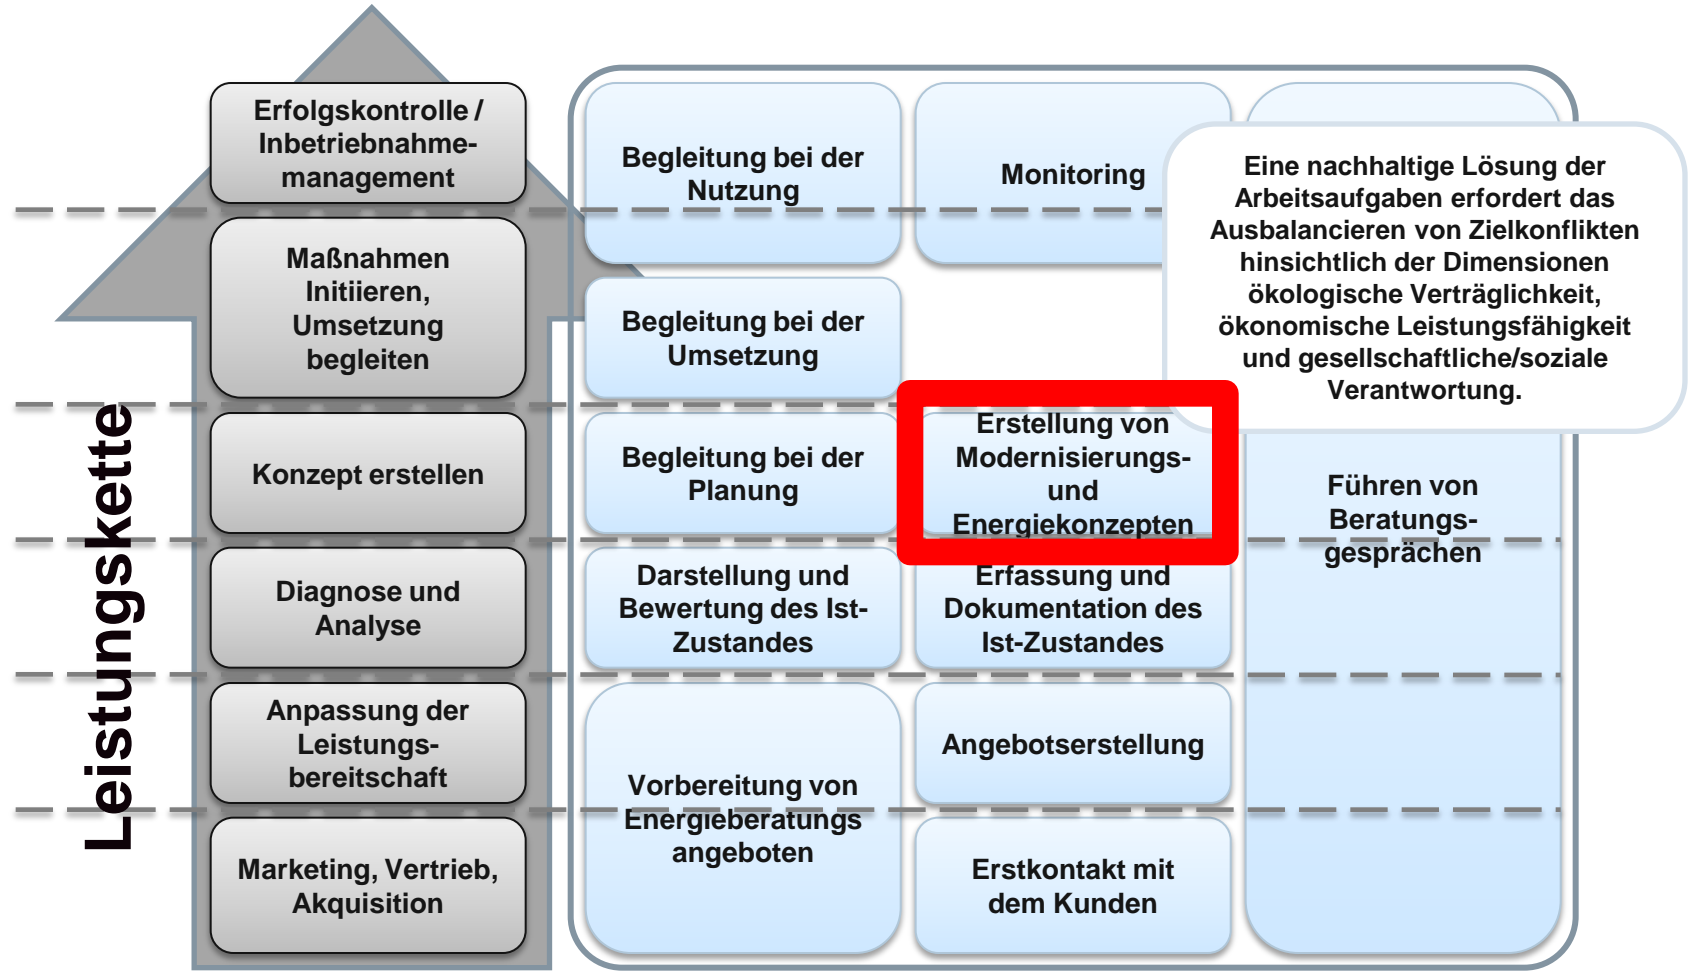 Leistungskette
Erfolgskontrolle /
Inbetriebnahme-
management
Maßnahmen
Initiieren,
Umsetzung
begleiten
Konzept erstellen
Diagnose und
Analyse
Anpassung der
Leistungs-
bereitschaft
Marketing, Vertrieb,
Akquisition
Begleitung bei der
Nutzung
Begleitung bei der
Umsetzung
Begleitung bei der
Planung
Darstellung und
Bewertung des Ist-
Zustandes
Vorbereitung von
Energieberatungs
angeboten
Monitoring
Erstellung von
Modernisierungs-
und
Energiekonzepten
Erfassung und
Dokumentation des
Ist-Zustandes
Angebotserstellung
Erstkontakt mit
dem Kunden
Eine nachhaltige Lösung der
Arbeitsaufgaben erfordert das
Ausbalancieren von Zielkonflikten
hinsichtlich der Dimensionen
ökologische Verträglichkeit,
ökonomische Leistungsfähigkeit
und gesellschaftliche/soziale
Verantwortung.
Führen von
Beratungs-
gesprächen